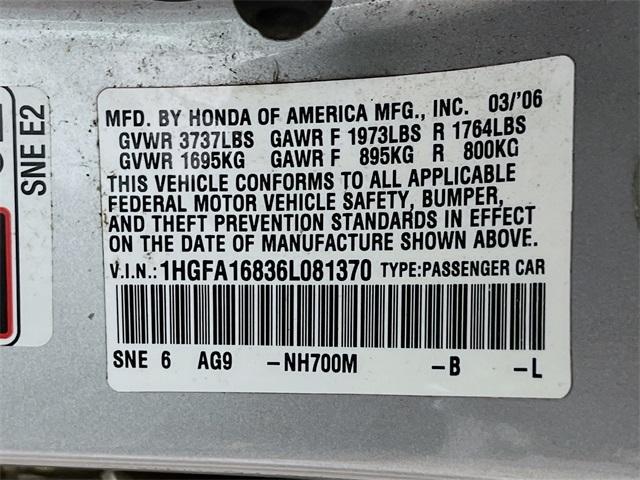 SNE E2
MFD. BY HONDA OF AMERICA MFG., INC. 03/'06
GVWR 3737LBS GAWR F 1973LBS R 1764LBS
GVWR 1695KG GAWR F 895KG R 800KG
THIS VEHICLE CONFORMS TO ALL APPLICABLE
FEDERAL MOTOR VEHICLE SAFETY, BUMPER,
AND THEFT PREVENTION STANDARDS IN EFFECT
ON THE DATE OF MANUFACTURE SHOWN ABOVE.
V.I.N.: 1HGFA16836L081370 TYPE:PASSENGER CAR
SNE 6 AG9 -NH700M -B -L